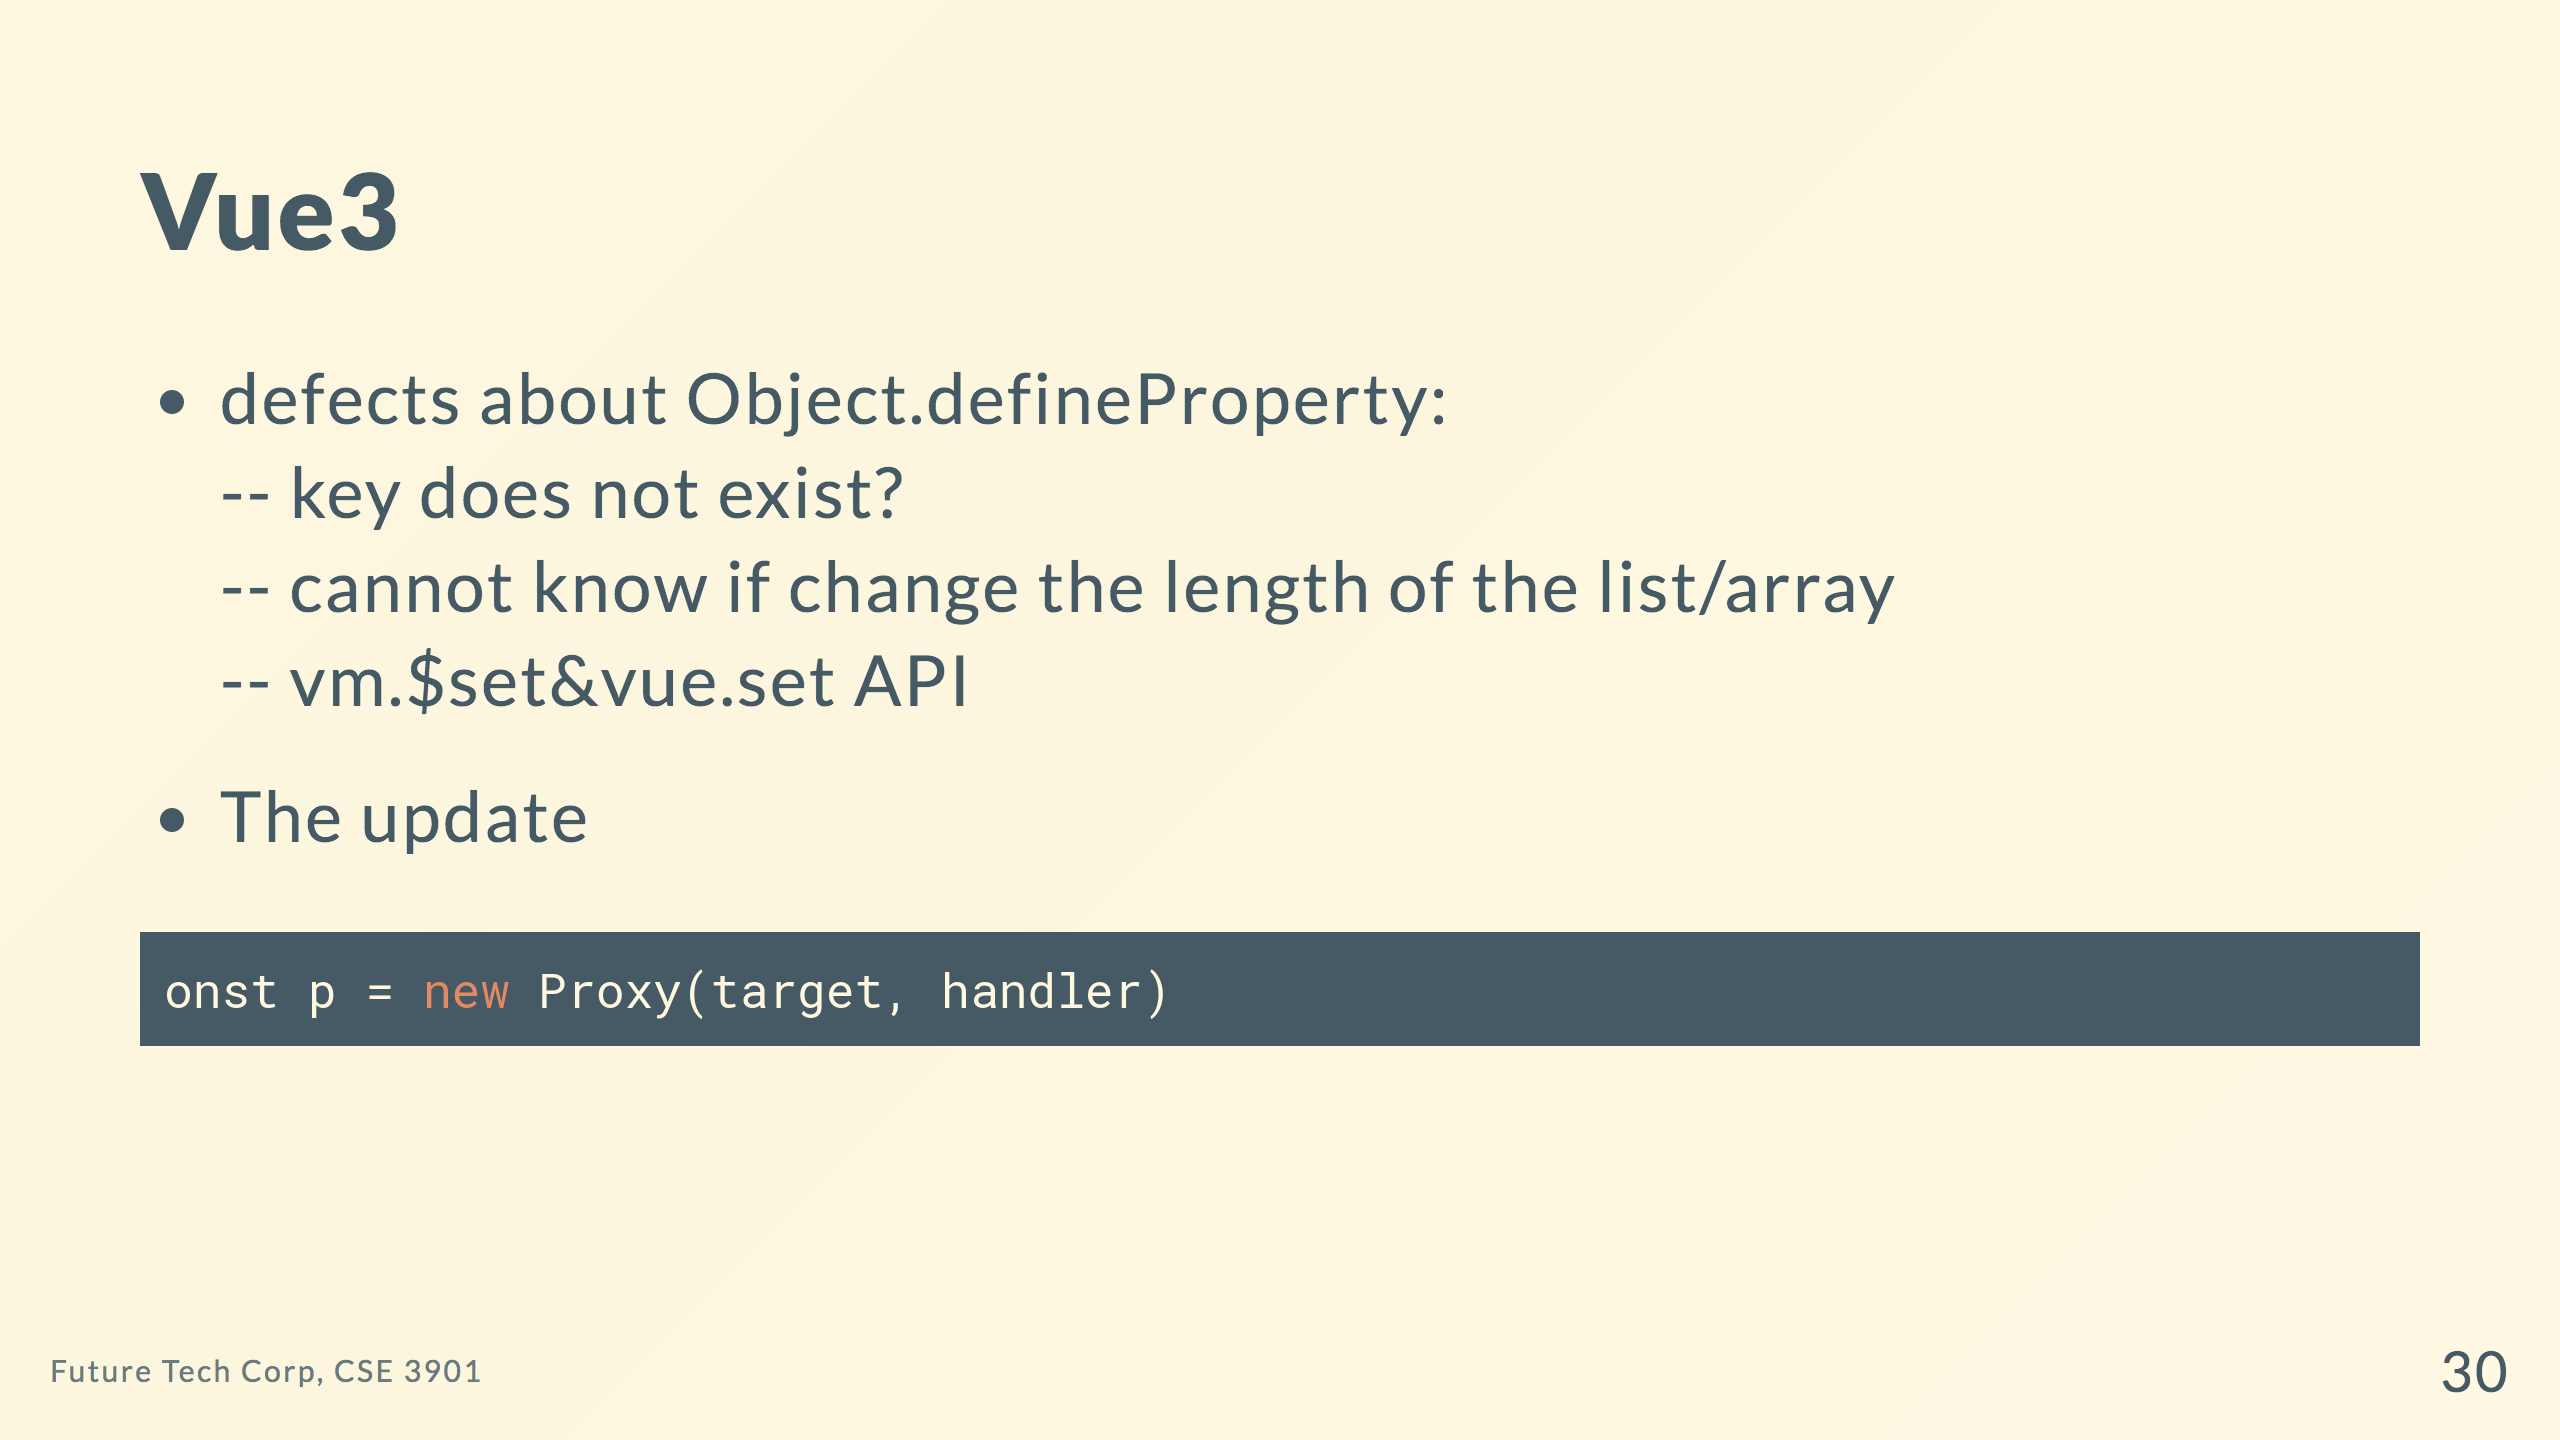 Vue3
• defects about Object.defineProperty:
-- key does not exist?
-- cannot know if change the length of the list/array
-- vm.$set&vue.set API
• The update
onst p = new Proxy(target, handler)
Future Tech Corp, CSE 3901
30